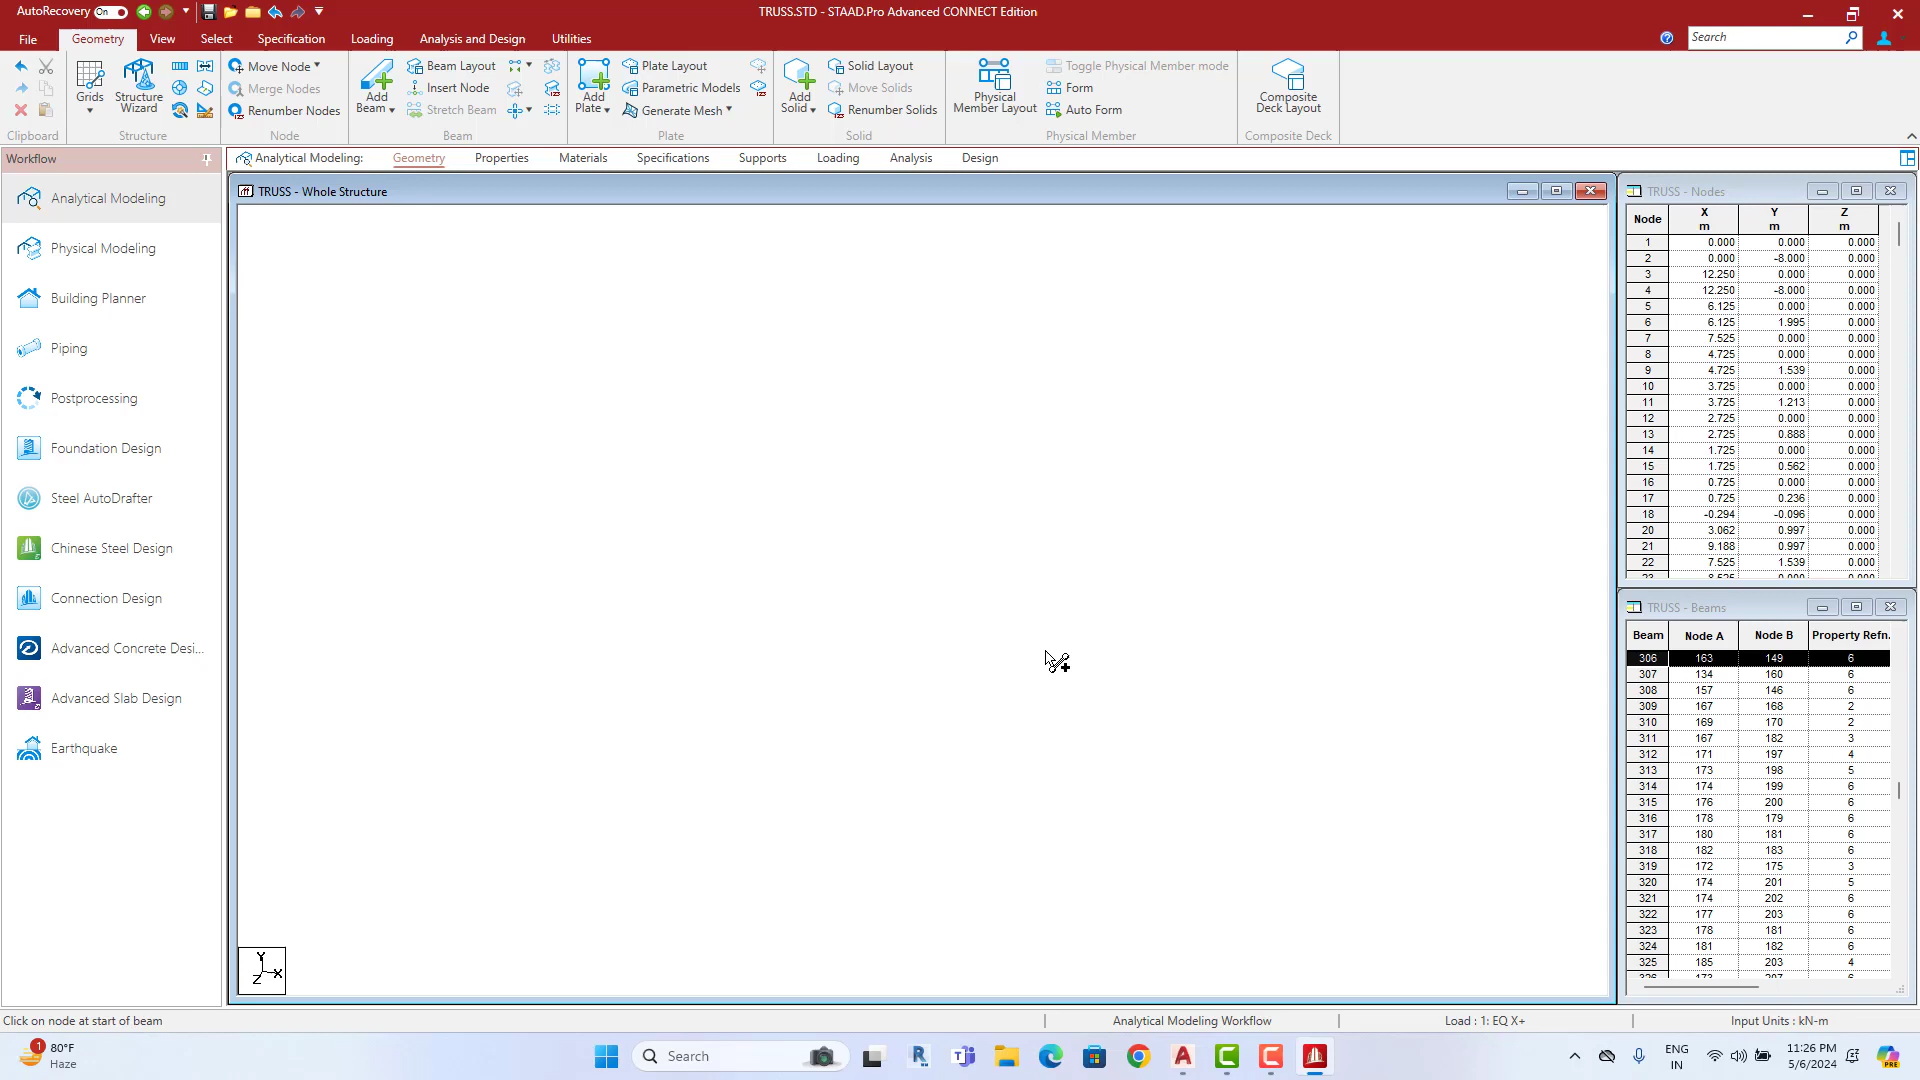 AutoRecovery On
TRUSS.STD - STAAD.Pro Advanced CONNECT Edition
File Geometry View Select Specification Loading Analysis and Design Utilities
Search
Grids
Structure Wizard
Move Node
Merge Nodes
Renumber Nodes
Add Beam
Beam Layout
Insert Node
Stretch Beam
Add Plate
Plate Layout
Parametric Models
Generate Mesh
Add Solid
Solid Layout
Move Solids
Renumber Solids
Physical Member Layout
Toggle Physical Member mode
Form
Auto Form
Composite Deck Layout
Clipboard Structure Node Beam Plate Solid Physical Member Composite Deck
Workflow
Analytical Modeling: Geometry Properties Materials Specifications Supports Loading Analysis Design
Analytical Modeling
Physical Modeling
Building Planner
Piping
Postprocessing
Foundation Design
Steel AutoDrafter
Chinese Steel Design
Connection Design
Advanced Concrete Desi...
Advanced Slab Design
Earthquake
TRUSS - Whole Structure
Y
X
Z
TRUSS - Nodes
Node X m Y m Z m
1 0.000 0.000 0.000
2 0.000 -8.000 0.000
3 12.250 0.000 0.000
4 12.250 -8.000 0.000
5 6.125 0.000 0.000
6 6.125 1.995 0.000
7 7.525 0.000 0.000
8 4.725 0.000 0.000
9 4.725 1.539 0.000
10 3.725 0.000 0.000
11 3.725 1.213 0.000
12 2.725 0.000 0.000
13 2.725 0.888 0.000
14 1.725 0.000 0.000
15 1.725 0.562 0.000
16 0.725 0.000 0.000
17 0.725 0.236 0.000
18 -0.294 -0.096 0.000
20 3.062 0.997 0.000
21 9.188 0.997 0.000
22 7.525 1.539 0.000
TRUSS - Beams
Beam Node A Node B Property Refn.
306 163 149 6
307 134 160 6
308 157 146 6
309 167 168 2
310 169 170 2
311 167 182 3
312 171 197 4
313 173 198 5
314 174 199 6
315 176 200 6
316 178 179 6
317 180 181 6
318 182 183 6
319 172 175 3
320 174 201 5
321 174 202 6
322 177 203 6
323 178 181 6
324 181 182 6
325 185 203 4
Click on node at start of beam
Analytical Modeling Workflow
Load : 1: EQ X+
Input Units : kN-m
1
80°F
Haze
Search
ENG
IN
11:26 PM
5/6/2024